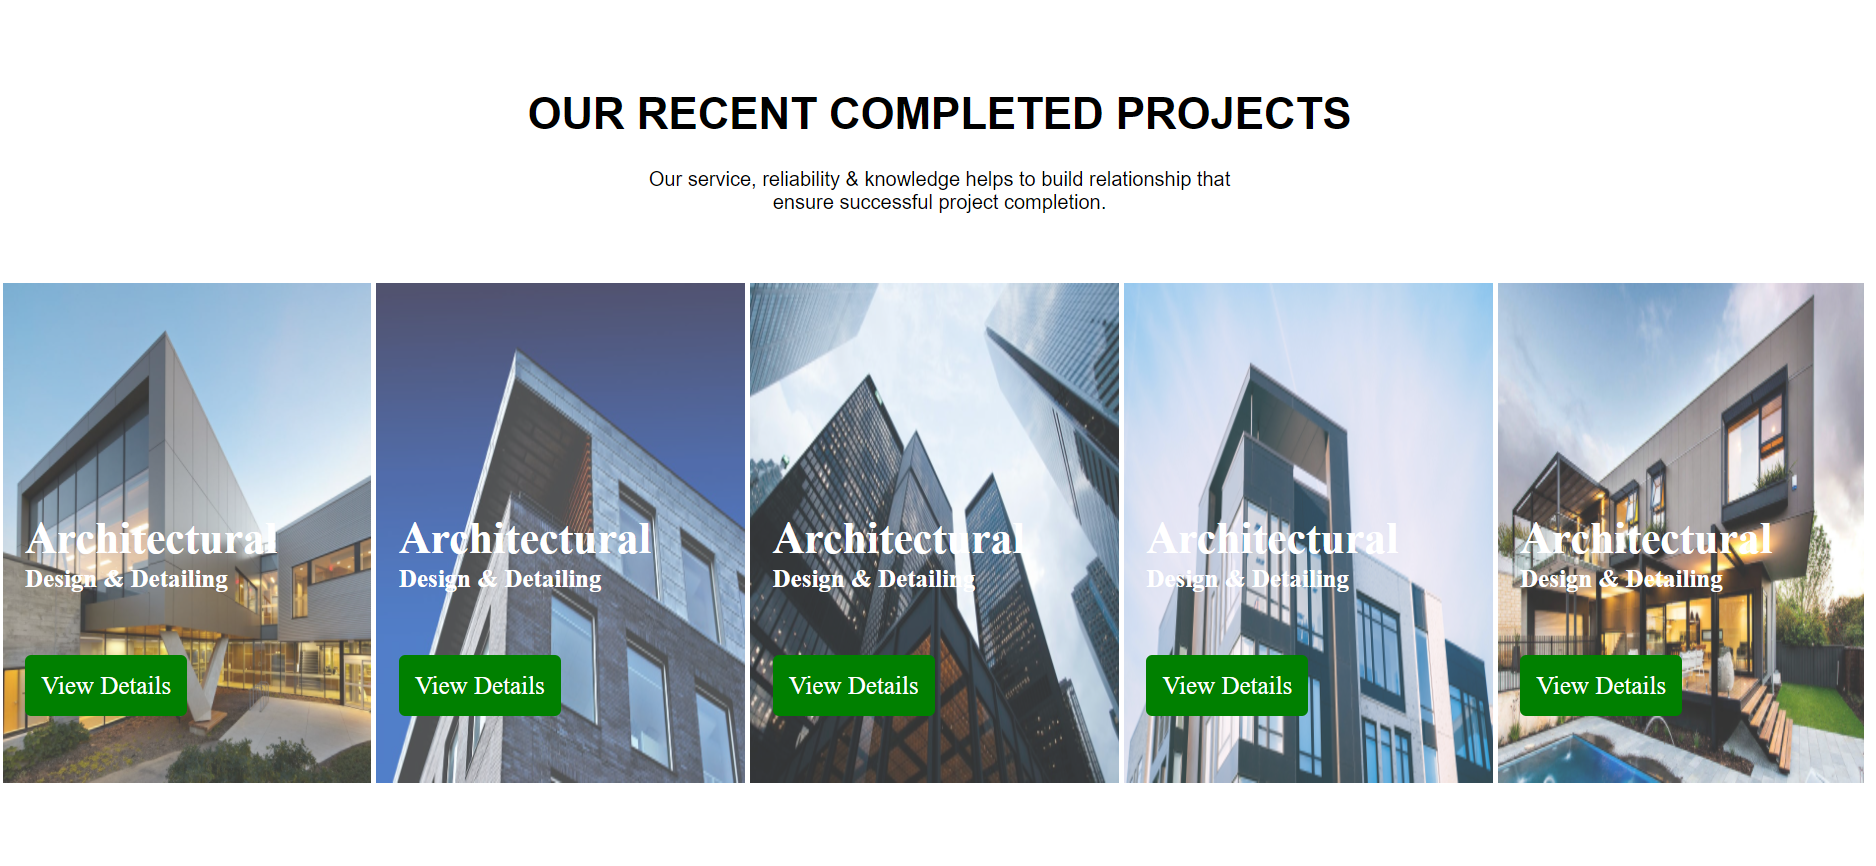 OUR RECENT COMPLETED PROJECTS
Our service, reliability & knowledge helps to build relationship that
ensure successful project completion.
Architectural
Design & Detailing
View Details
Architectural
Design & Detailing
View Details
Architectural
Design & Detailing
View Details
Architectural
Design & Detailing
View Details
Architectural
Design & Detailing
View Details